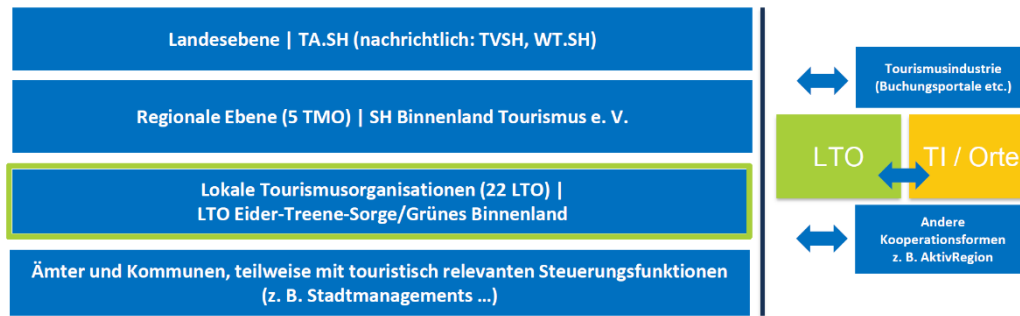 Landesebene | TA.SH (nachrichtlich: TVSH, WT.SH)
Regionale Ebene (5 TMO) | SH Binnenland Tourismus e. V.
Lokale Tourismusorganisationen (22 LTO) |
LTO Eider-Treene-Sorge/Grünes Binnenland
Ämter und Kommunen, teilweise mit touristisch relevanten Steuerungsfunktionen
(z. B. Stadtmanagements ...)
Tourismusindustrie
(Buchungsportale etc.)
LTO
TI / Orte
Andere
Kooperationsformen
z. B. AktivRegion